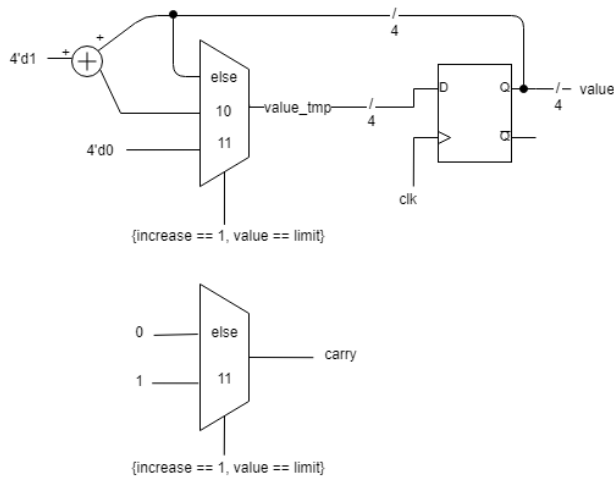 /
4
4'd1
+
+
else
10
11
4'd0
value_tmp
/
4
D
Q
Q
/
4
value
clk
{increase == 1, value == limit}
0
else
1
11
carry
{increase == 1, value == limit}